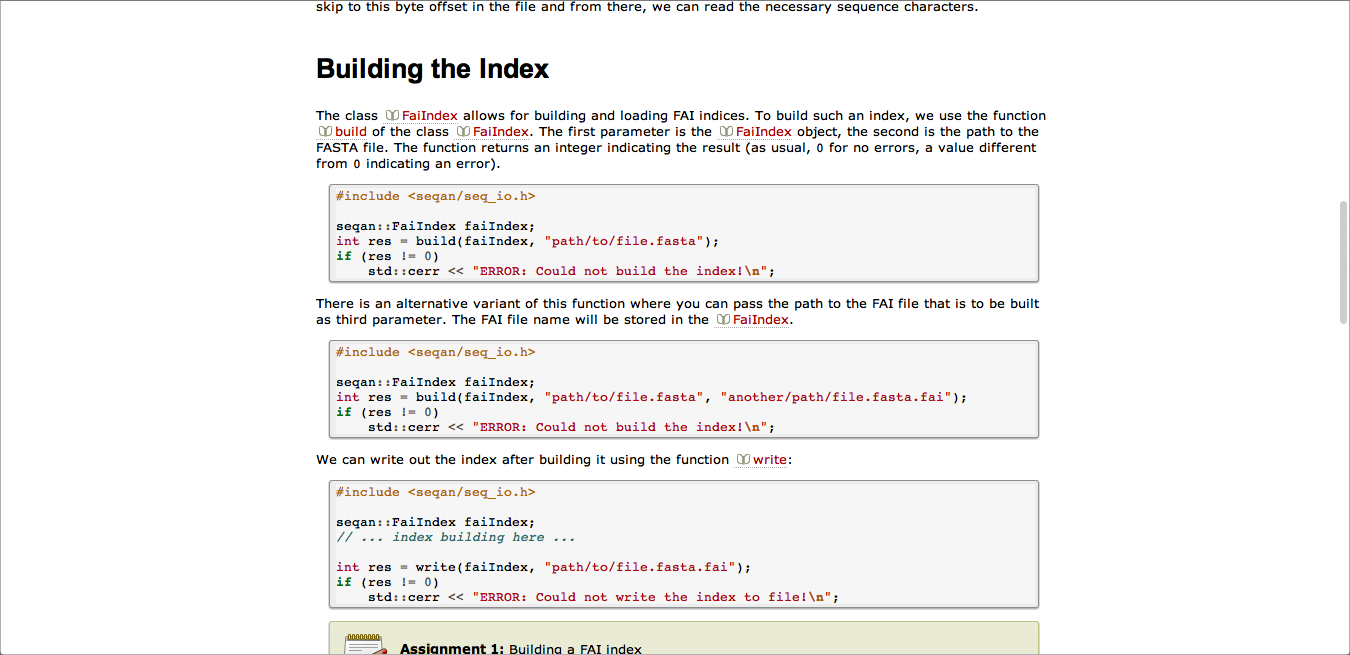 skip to this byte offset in the file and from there, we can read the necessary sequence characters.
Building the Index
The class FaiIndex allows for building and loading FAI indices. To build such an index, we use the function
build of the class FaiIndex. The first parameter is the FaiIndex object, the second is the path to the
FASTA file. The function returns an integer indicating the result (as usual, 0 for no errors, a value different
from 0 indicating an error).
#include <seqan/seq_io.h>
seqan::FaiIndex faiIndex;
int res = build(faiIndex, "path/to/file.fasta");
if (res != 0)
    std::cerr << "ERROR: Could not build the index!\n";
There is an alternative variant of this function where you can pass the path to the FAI file that is to be built
as third parameter. The FAI file name will be stored in the FaiIndex.
#include <seqan/seq_io.h>
seqan::FaiIndex faiIndex;
int res = build(faiIndex, "path/to/file.fasta", "another/path/file.fasta.fai");
if (res != 0)
    std::cerr << "ERROR: Could not build the index!\n";
We can write out the index after building it using the function write:
#include <seqan/seq_io.h>
seqan::FaiIndex faiIndex;
// ... index building here ...
int res = write(faiIndex, "path/to/file.fasta.fai");
if (res != 0)
    std::cerr << "ERROR: Could not write the index to file!\n";
Assignment 1: Building a FAI index